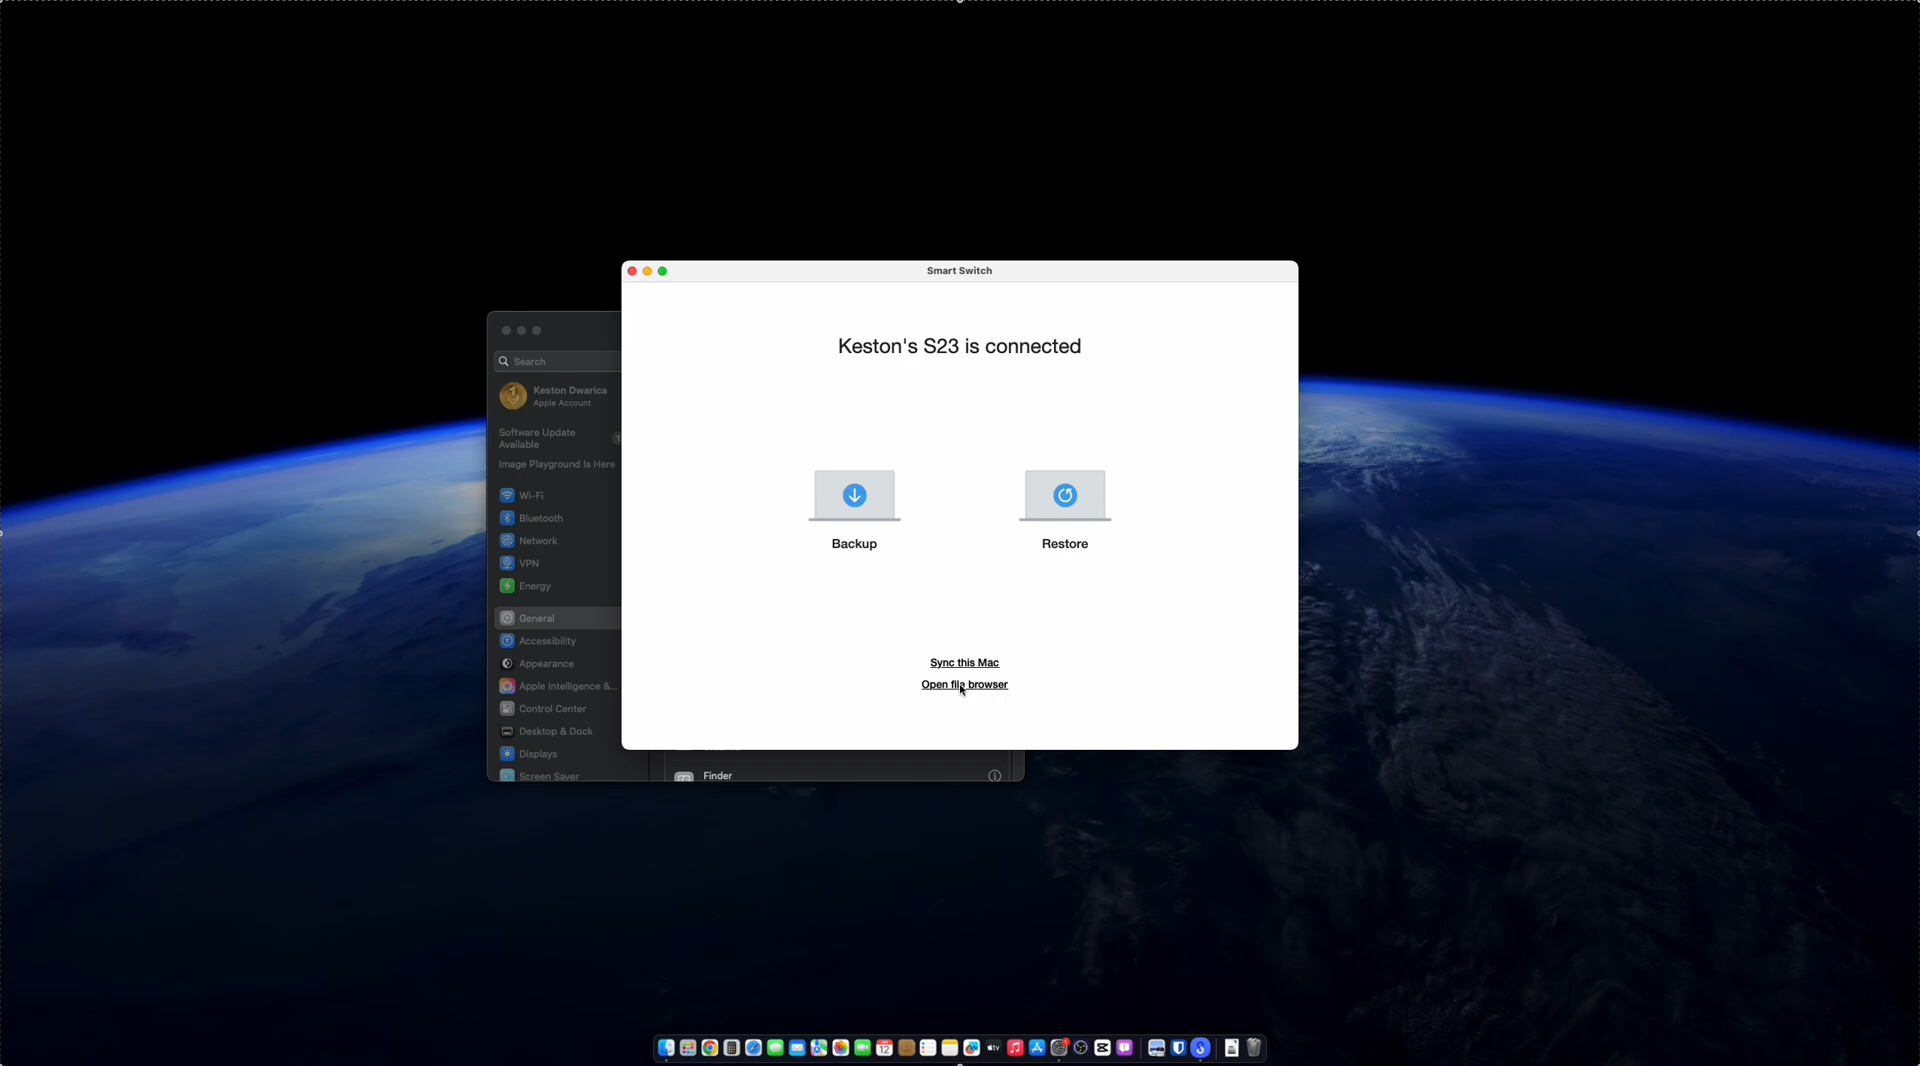 Smart Switch
Keston's S23 is connected
Backup
Restore
Sync this Mac
Open file browser
Search
Keston Dwarica
Apple Account
Software Update
Available
Image Playground Is Here
Wi-Fi
Bluetooth
Network
VPN
Energy
General
Accessibility
Appearance
Apple Intelligence &...
Control Center
Desktop & Dock
Displays
Screen Saver
Finder
12
tv